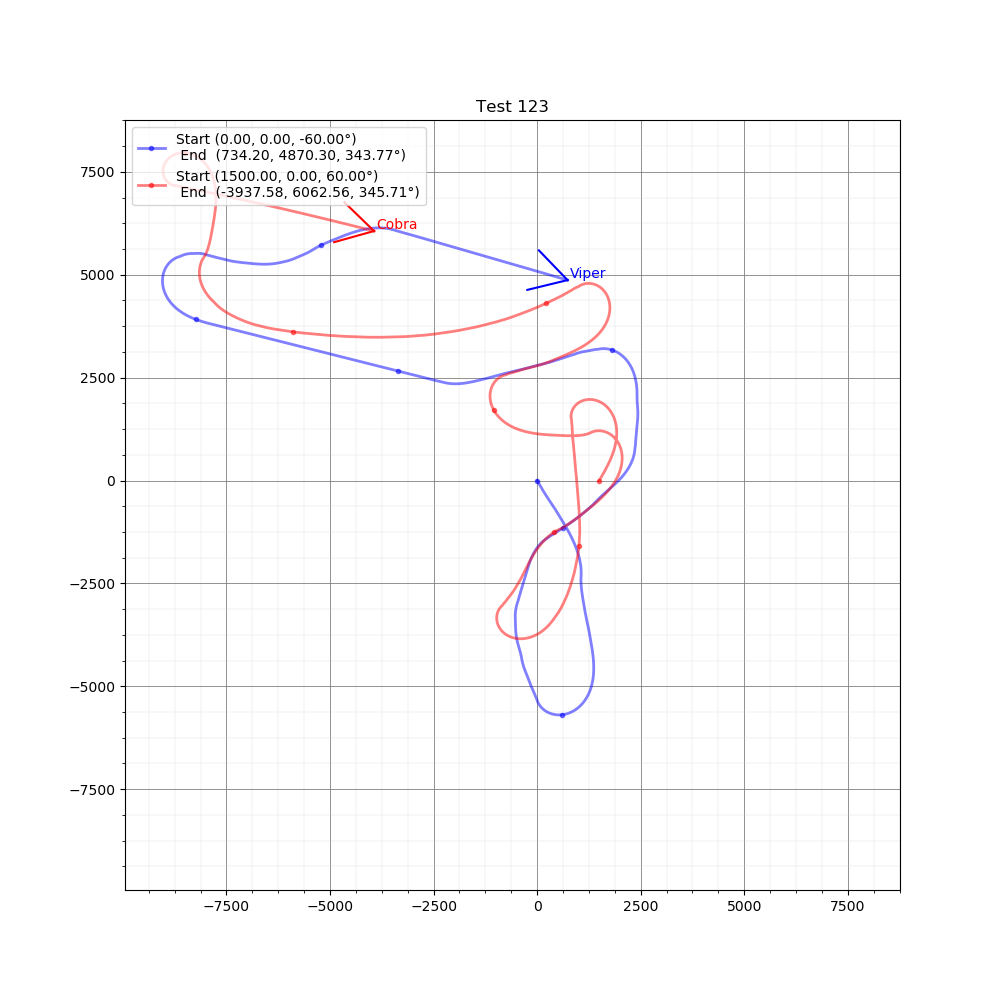 Test 123
Start (0.00, 0.00, -60.00°)
End  (734.20, 4870.30, 343.77°)
Start (1500.00, 0.00, 60.00°)
End  (-3937.58, 6062.56, 345.71°)
Cobra
Viper
7500
5000
2500
0
−2500
−5000
−7500
−7500 −5000 −2500 0 2500 5000 7500